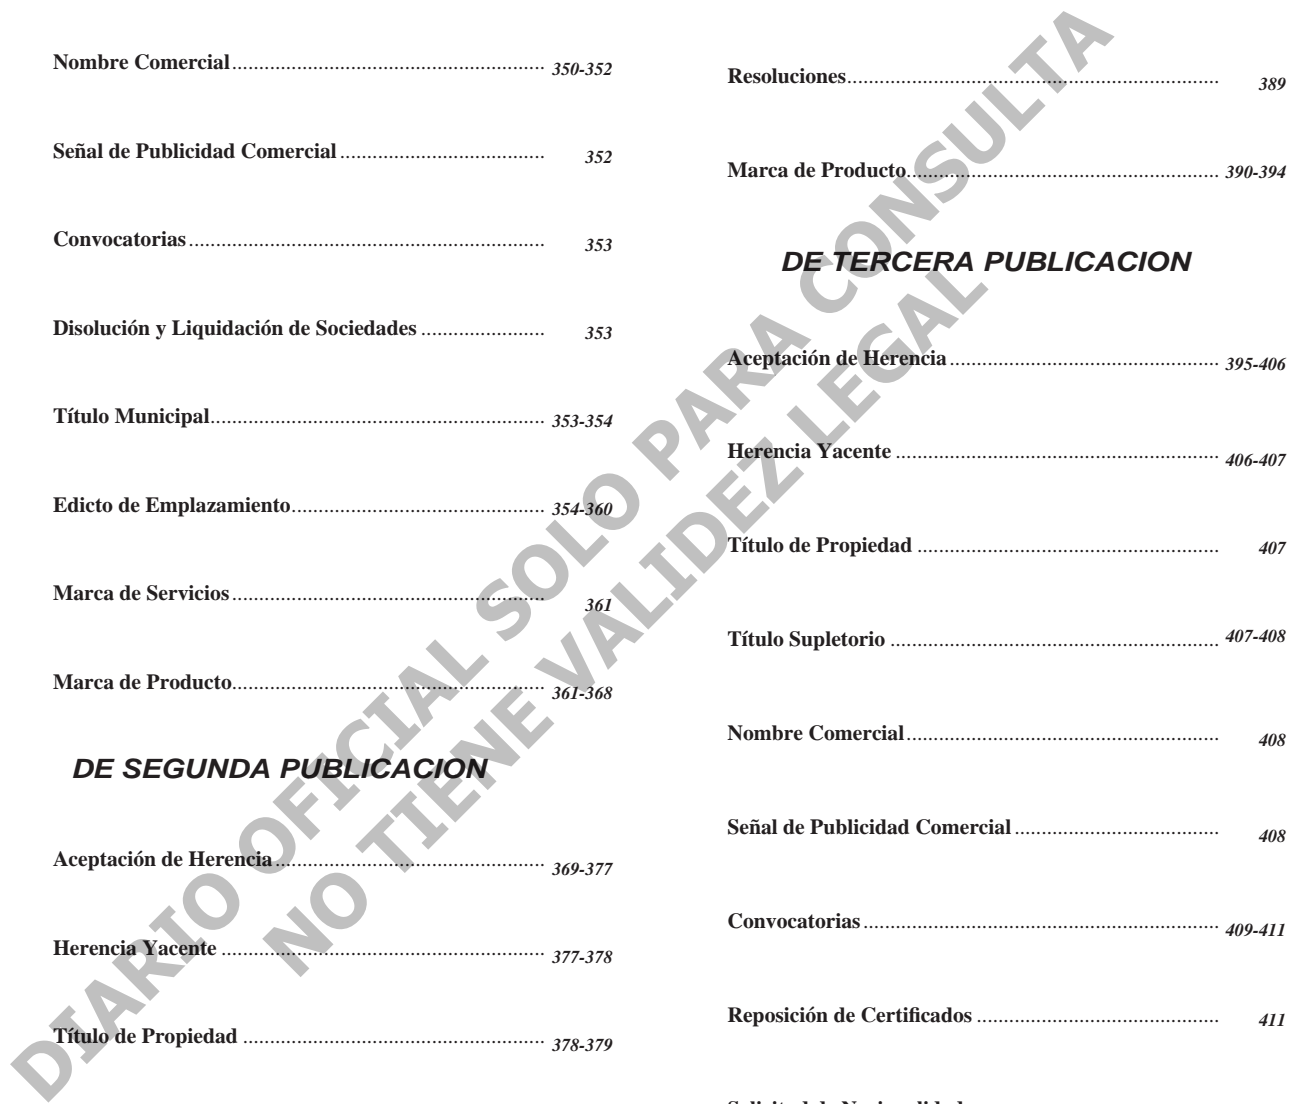 Nombre Comercial.......................................................... 350-352
Señal de Publicidad Comercial...................................... 352
Convocatorias.................................................................. 353
Disolución y Liquidación de Sociedades....................... 353
Título Municipal.............................................................. 353-354
Edicto de Emplazamiento............................................... 354-360
Marca de Servicios.......................................................... 361
Marca de Producto.......................................................... 361-368
DE SEGUNDA PUBLICACION
Aceptación de Herencia.................................................. 369-377
Herencia Yacente............................................................ 377-378
Título de Propiedad........................................................ 378-379
Resoluciones..................................................................... 389
Marca de Producto.......................................................... 390-394
DE TERCERA PUBLICACION
Aceptación de Herencia.................................................. 395-406
Herencia Yacente............................................................ 406-407
Título de Propiedad........................................................ 407
Título Supletorio............................................................. 407-408
Nombre Comercial.......................................................... 408
Señal de Publicidad Comercial...................................... 408
Convocatorias.................................................................. 409-411
Reposición de Certificados............................................. 411
DIARIO OFICIAL SOLO PARA CONSULTA
NO TIENE VALIDEZ LEGAL